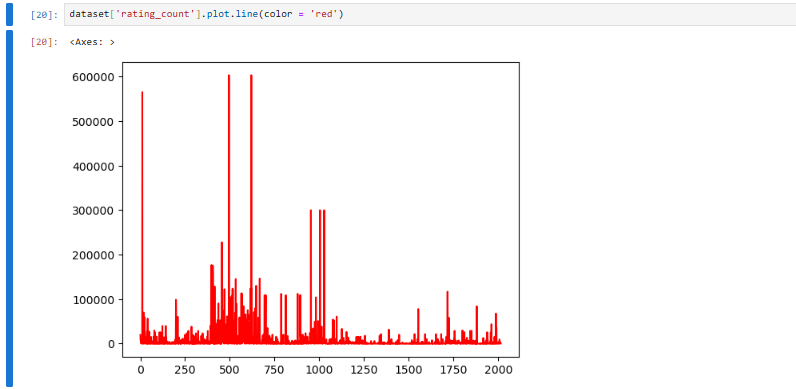 [20]: dataset['rating_count'].plot.line(color = 'red')
[20]: <Axes: >
600000
500000
400000
300000
200000
100000
0
0 250 500 750 1000 1250 1500 1750 2000